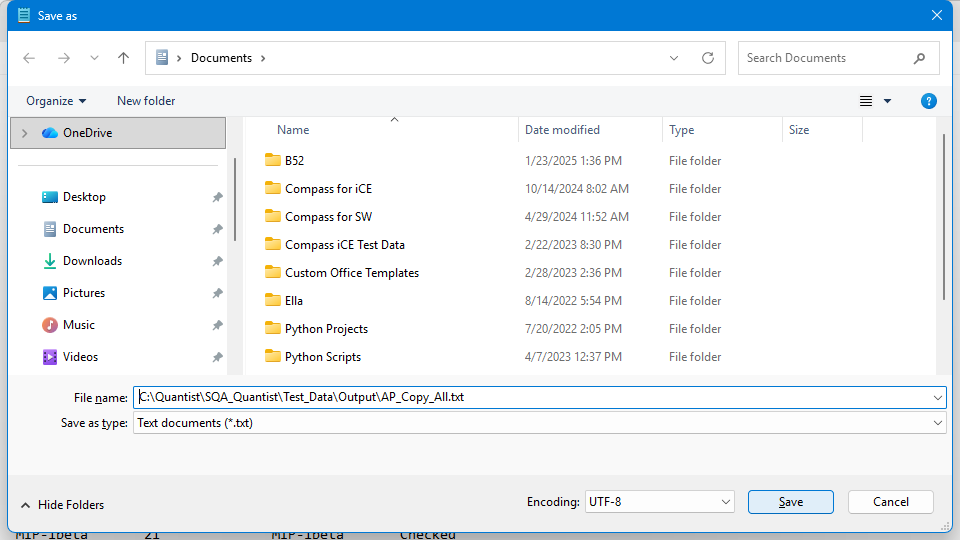 Save as
Documents
Search Documents
Organize New folder
?
OneDrive
Name Date modified Type Size
Desktop
Documents
Downloads
Pictures
Music
Videos
B52 1/23/2025 1:36 PM File folder
Compass for iCE 10/14/2024 8:02 AM File folder
Compass for SW 4/29/2024 11:52 AM File folder
Compass iCE Test Data 2/22/2023 8:30 PM File folder
Custom Office Templates 2/28/2023 2:36 PM File folder
Ella 8/14/2022 5:54 PM File folder
Python Projects 7/20/2022 2:05 PM File folder
Python Scripts 4/7/2023 12:37 PM File folder
File name: C:\Quantist\SQA_Quantist\Test_Data\Output\AP_Copy_All.txt
Save as type: Text documents (*.txt)
Hide Folders Encoding: UTF-8 Save Cancel
MIP-1beta 21 MIP-1beta Checked